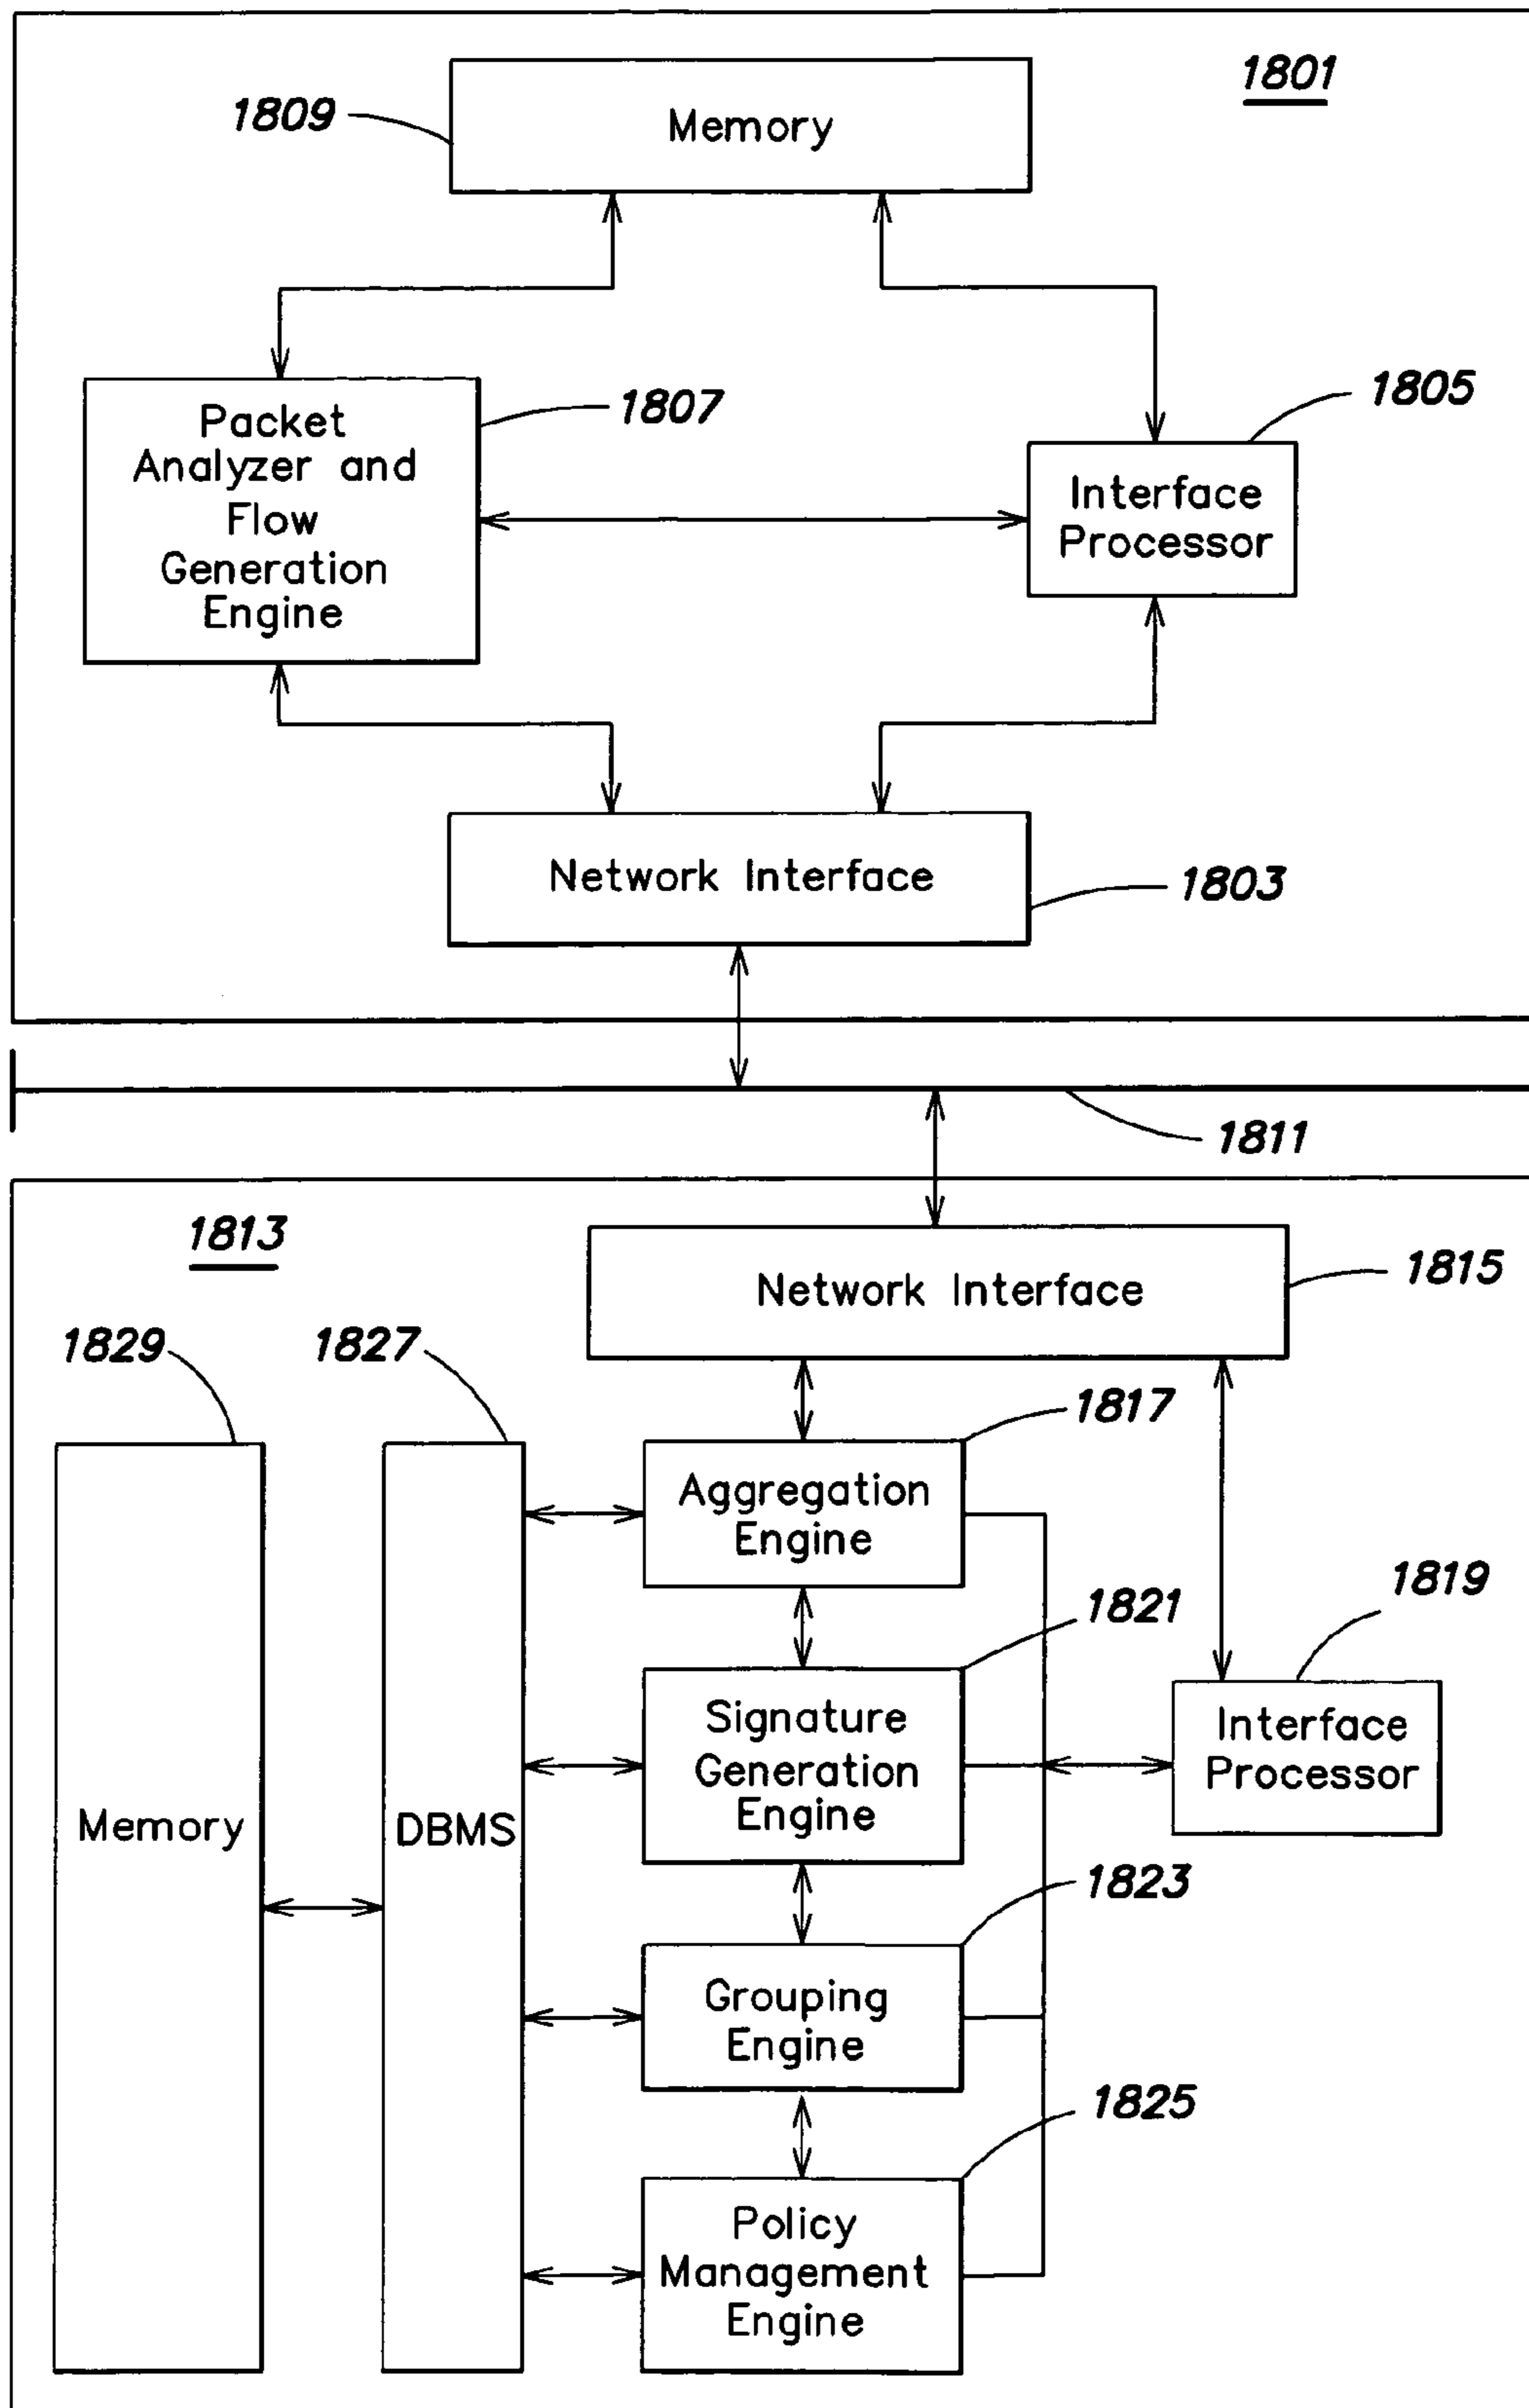 1801
1809
Memory
1807
Packet
Analyzer and
Flow
Generation
Engine
1805
Interface
Processor
Network Interface
1803
1811
1813
Network Interface
1815
1829
1827
1817
Aggregation
Engine
1819
1821
Signature
Generation
Engine
Interface
Processor
Memory
DBMS
1823
Grouping
Engine
1825
Policy
Management
Engine